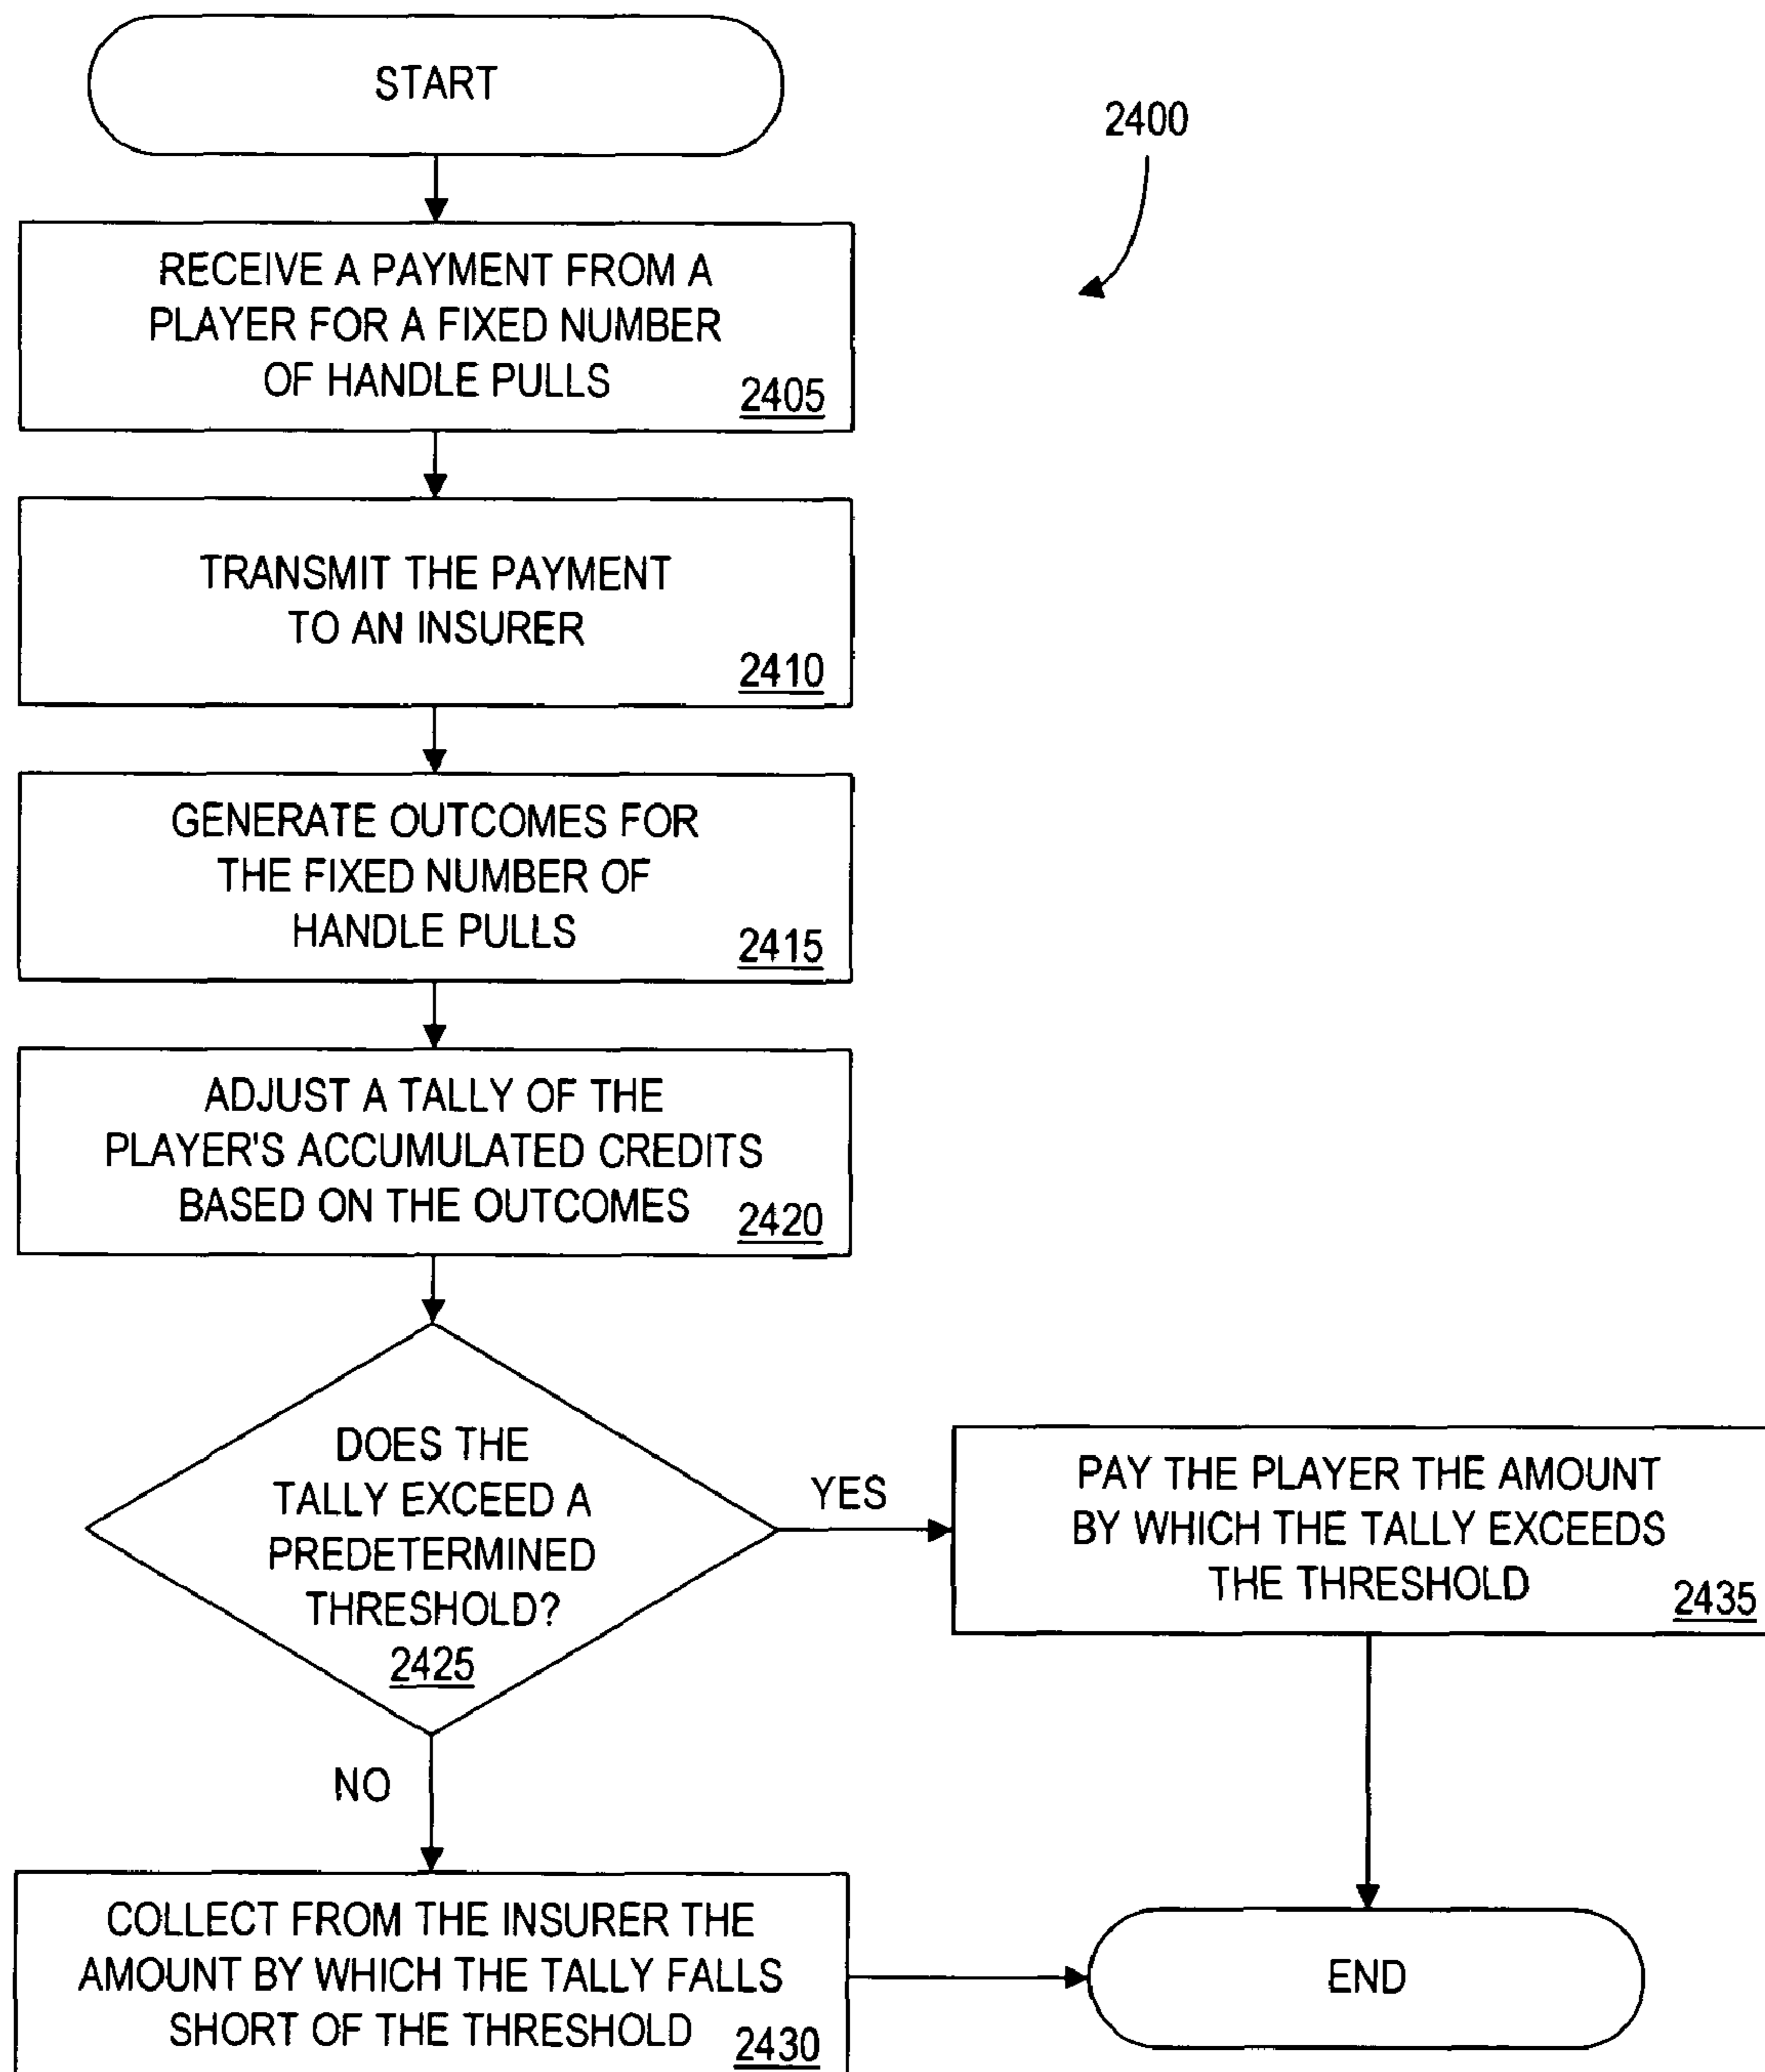 START
2400
RECEIVE A PAYMENT FROM A
PLAYER FOR A FIXED NUMBER
OF HANDLE PULLS
2405
TRANSMIT THE PAYMENT
TO AN INSURER
2410
GENERATE OUTCOMES FOR
THE FIXED NUMBER OF
HANDLE PULLS
2415
ADJUST A TALLY OF THE
PLAYER'S ACCUMULATED CREDITS
BASED ON THE OUTCOMES
2420
DOES THE
TALLY EXCEED A
PREDETERMINED
THRESHOLD?
2425
YES
PAY THE PLAYER THE AMOUNT
BY WHICH THE TALLY EXCEEDS
THE THRESHOLD
2435
NO
COLLECT FROM THE INSURER THE
AMOUNT BY WHICH THE TALLY FALLS
SHORT OF THE THRESHOLD
2430
END